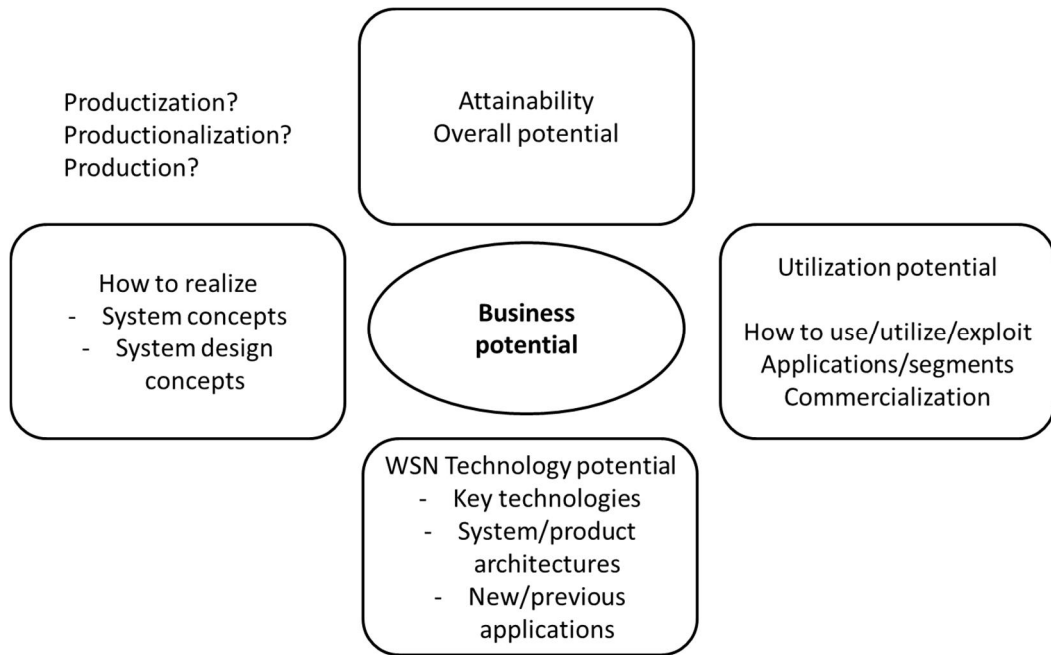 Productization?
Productionalization?
Production?
Attainability
Overall potential
How to realize
- System concepts
- System design
concepts
Business
potential
Utilization potential
How to use/utilize/exploit
Applications/segments
Commercialization
WSN Technology potential
- Key technologies
- System/product
architectures
- New/previous
applications